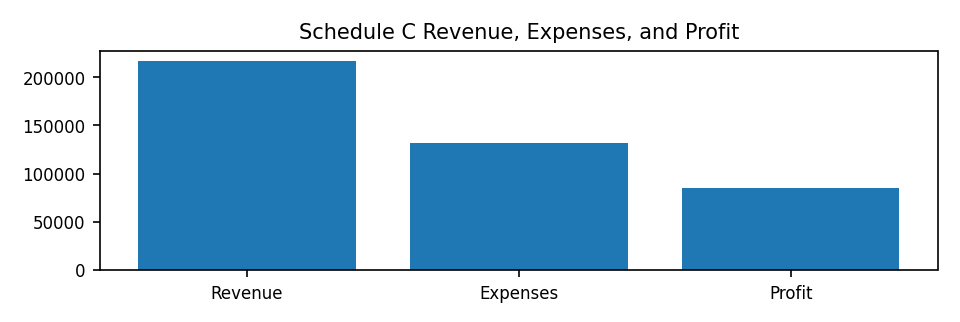 Schedule C Revenue, Expenses, and Profit
200000
150000
100000
50000
0
Revenue Expenses Profit